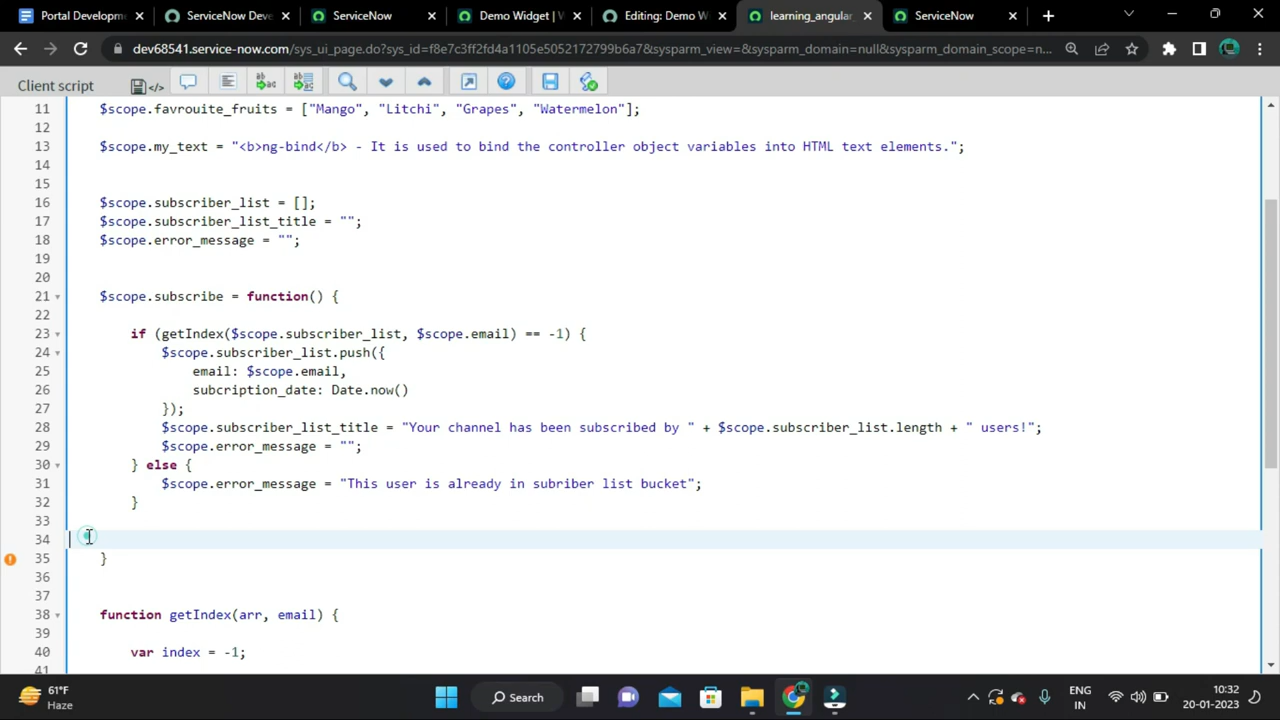 Portal Developm
ServiceNow Deve
ServiceNow
Demo Widget |
Editing: Demo W
learning_angular
ServiceNow
dev68541.service-now.com/sys_ui_page.do?sys_id=f8e7c3ff2fd4a1105e5052172799b6a7&sysparm_view=&sysparm_domain=null&sysparm_domain_scope=n...
Client script
11 $scope.favrouite_fruits = ["Mango", "Litchi", "Grapes", "Watermelon"];
12
13 $scope.my_text = "<b>ng-bind</b> - It is used to bind the controller object variables into HTML text elements.";
14
15
16 $scope.subscriber_list = [];
17 $scope.subscriber_list_title = "";
18 $scope.error_message = "";
19
20
21 $scope.subscribe = function() {
22
23 if (getIndex($scope.subscriber_list, $scope.email) == -1) {
24 $scope.subscriber_list.push({
25 email: $scope.email,
26 subcription_date: Date.now()
27 });
28 $scope.subscriber_list_title = "Your channel has been subscribed by " + $scope.subscriber_list.length + " users!";
29 $scope.error_message = "";
30 } else {
31 $scope.error_message = "This user is already in subriber list bucket";
32 }
33
34
35 }
36
37
38 function getIndex(arr, email) {
39
40 var index = -1;
41
61°F
Haze
Search
ENG
IN
10:32
20-01-2023